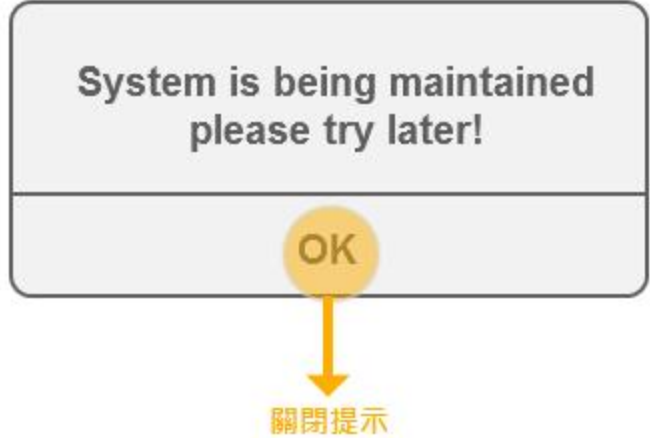 System is being maintained
please try later!
OK
關閉提示